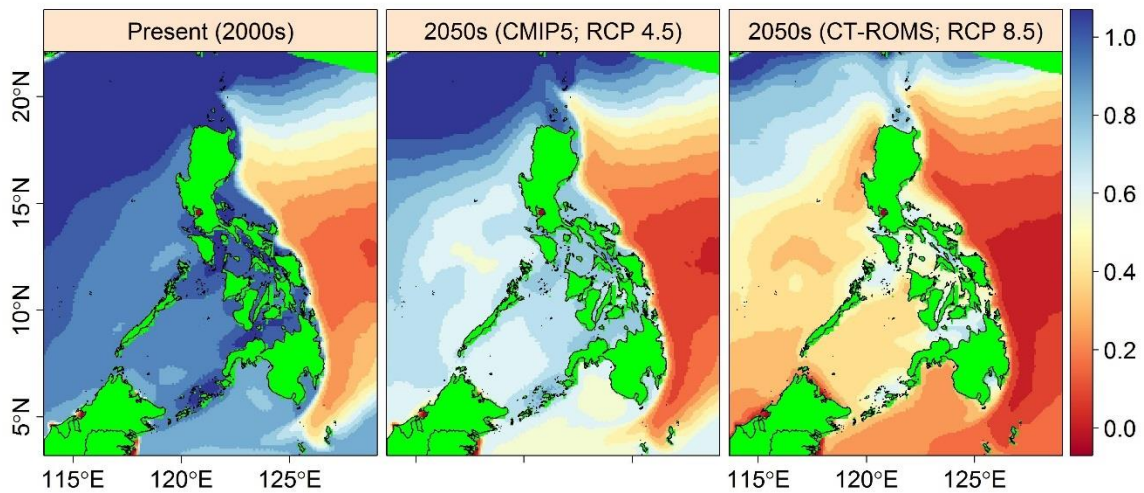 Present (2000s)
2050s (CMIP5; RCP 4.5)
2050s (CT-ROMS; RCP 8.5)
20°N
15°N
10°N
5°N
115°E
120°E
125°E
115°E
120°E
125°E
1.0
0.8
0.6
0.4
0.2
0.0